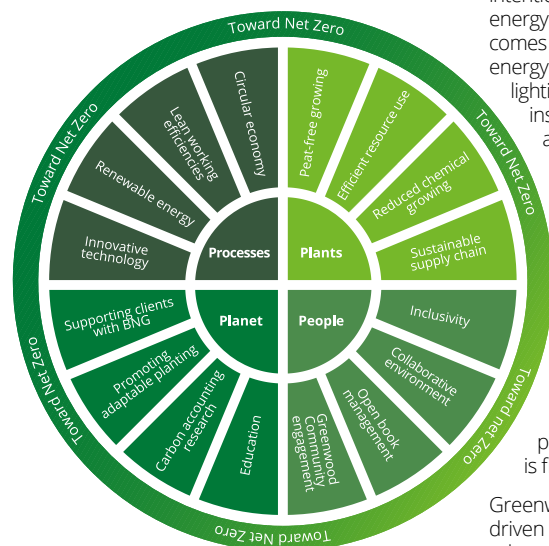 Toward Net Zero
Toward Net Zero
Toward Net Zero
Toward net Zero
Toward Net Zero
Toward Net Zero
Circular economy
Lean working
efficiencies
Renewable energy
Innovative
technology
Processes
Peat-free growing
Efficient resource use
Reduced chemical
growing
Sustainable
supply chain
Plants
Supporting clients
with BNG
Promoting
adaptable planting
Carbon accounting
research
Education
Planet
Inclusivity
Collaborative
environment
Open book
management
Greenwood
Community
engagement
People
energy
comes
energy
lighti
ins
a
p
is f
Greenw
driven